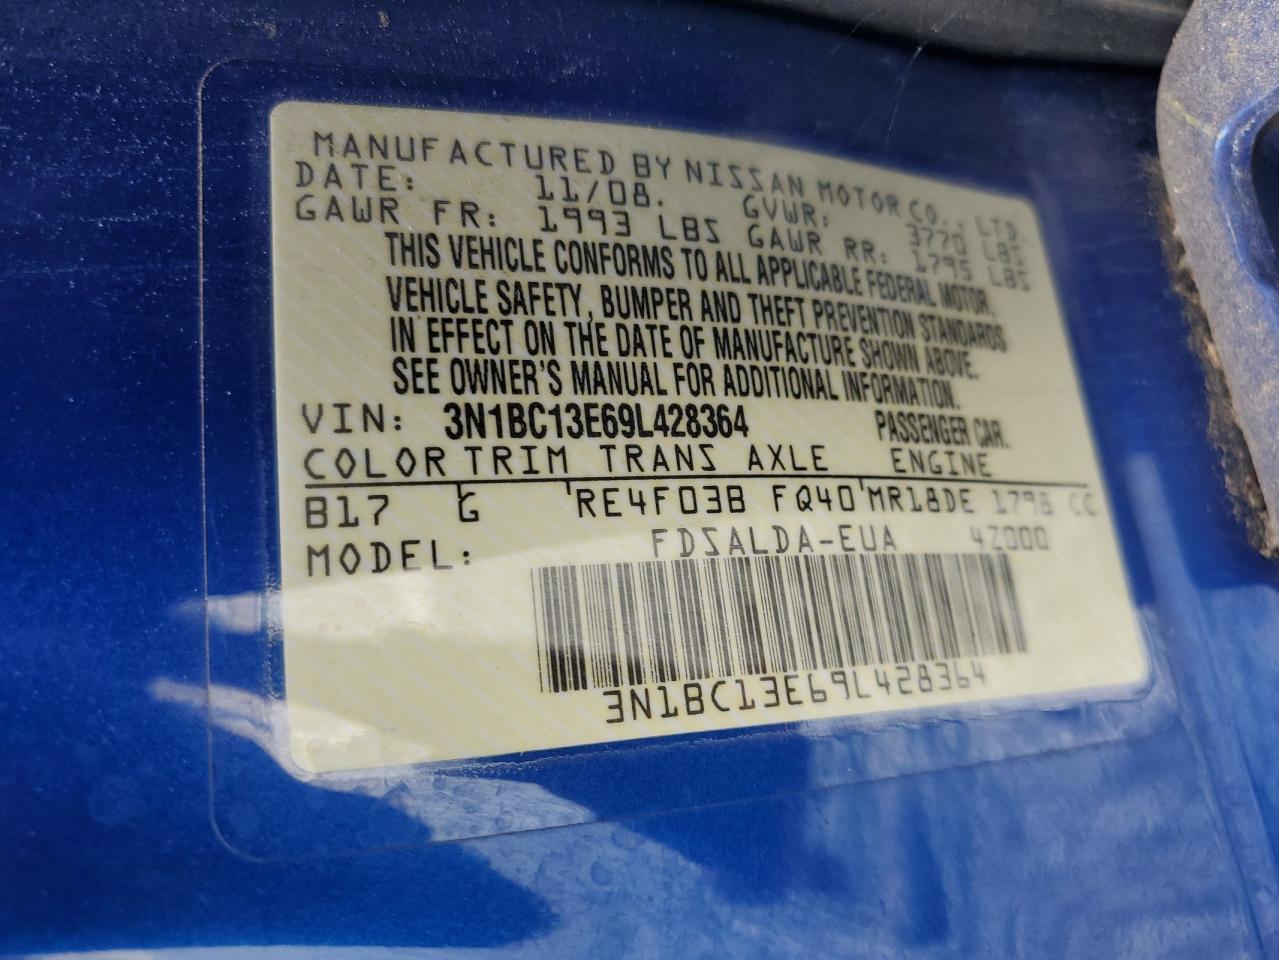 MANUFACTURED BY NISSAN MOTOR CO., LTD.
DATE: 11/08. GVWR: 3770 LBS
GAWR FR: 1993 LBS GAWR RR: 1795 LBS
THIS VEHICLE CONFORMS TO ALL APPLICABLE FEDERAL MOTOR
VEHICLE SAFETY, BUMPER AND THEFT PREVENTION STANDARDS
IN EFFECT ON THE DATE OF MANUFACTURE SHOWN ABOVE.
SEE OWNER'S MANUAL FOR ADDITIONAL INFORMATION.
VIN: 3N1BC13E69L428364 PASSENGER CAR.
COLOR TRIM TRANS AXLE ENGINE
B17 G RE4F03B FQ40 MR18DE 1798 CC
MODEL: FDSALDA-EUA 4Z000
3N1BC13E69L428364